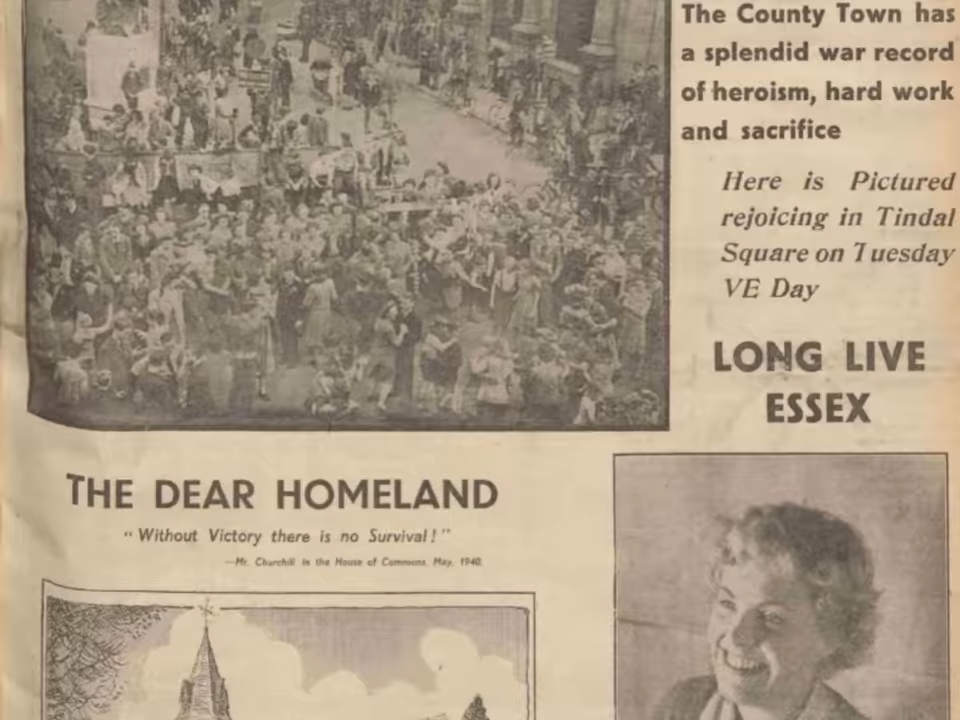 The County Town has
a splendid war record
of heroism, hard work
and sacrifice
Here is Pictured
rejoicing in Tindal
Square on Tuesday
VE Day
LONG LIVE
ESSEX
THE DEAR HOMELAND
"Without Victory there is no Survival!"
—Mr. Churchill in the House of Commons, May, 1940.